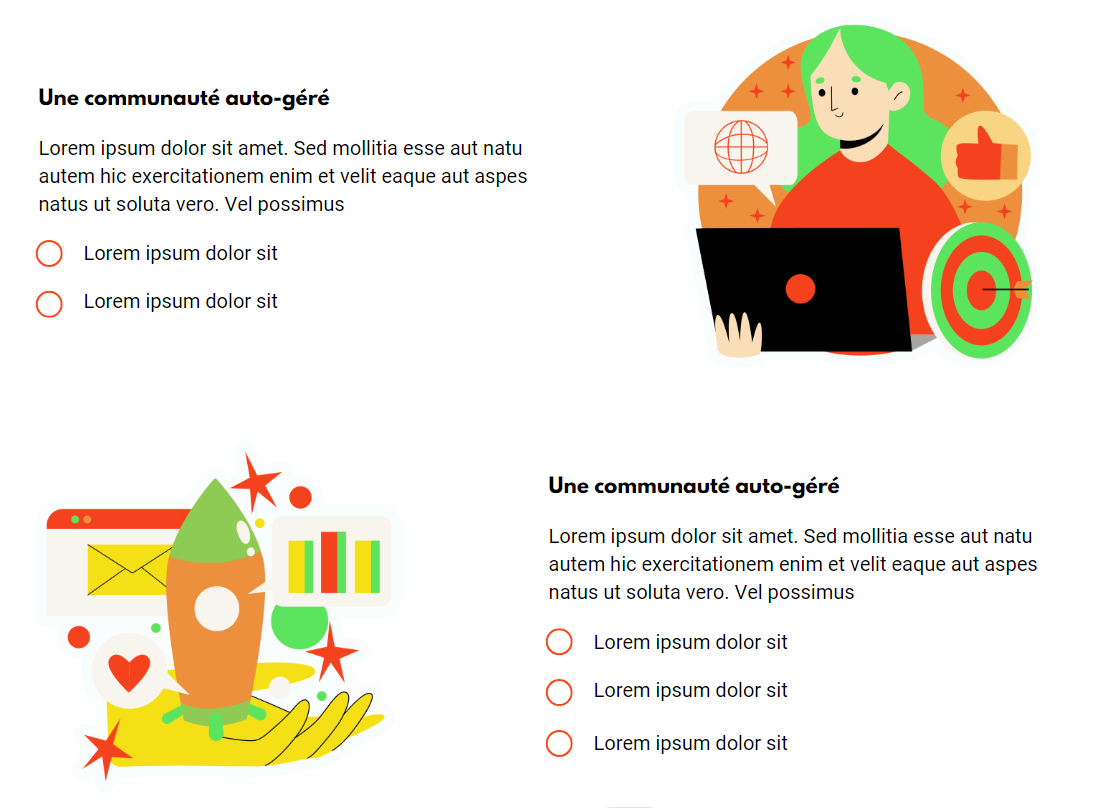 Une communauté auto-géré
Lorem ipsum dolor sit amet. Sed mollitia esse aut natu
autem hic exercitationem enim et velit eaque aut aspes
natus ut soluta vero. Vel possimus
Lorem ipsum dolor sit
Lorem ipsum dolor sit
Une communauté auto-géré
Lorem ipsum dolor sit amet. Sed mollitia esse aut natu
autem hic exercitationem enim et velit eaque aut aspes
natus ut soluta vero. Vel possimus
Lorem ipsum dolor sit
Lorem ipsum dolor sit
Lorem ipsum dolor sit